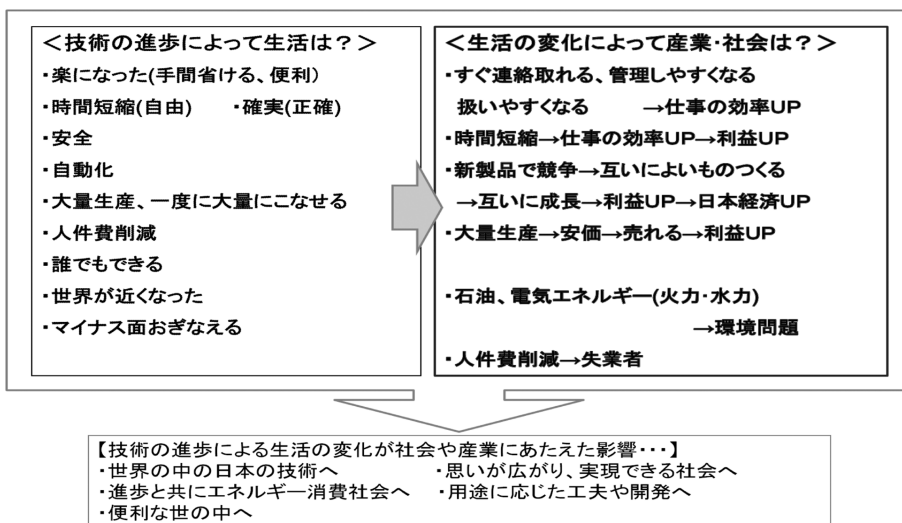 <技術の進歩によって生活は?>
・楽になった(手間省ける、便利)
・時間短縮(自由) ・確実(正確)
・安全
・自動化
・大量生産、一度に大量にこなせる
・人件費削減
・誰でもできる
・世界が近くなった
・マイナス面おぎなえる
<生活の変化によって産業・社会は?>
・すぐ連絡取れる、管理しやすくなる
扱いやすくなる →仕事の効率UP
・時間短縮→仕事の効率UP→利益UP
・新製品で競争→互いによいものつくる
→互いに成長→利益UP→日本経済UP
・大量生産→安価→売れる→利益UP
・石油、電気エネルギー(火力・水力)
→環境問題
・人件費削減→失業者
【技術の進歩による生活の変化が社会や産業にあたえた影響・・・】
・世界の中の日本の技術へ ・思いが広がり、実現できる社会へ
・進歩と共にエネルギー消費社会へ ・用途に応じた工夫や開発へ
・便利な世の中へ